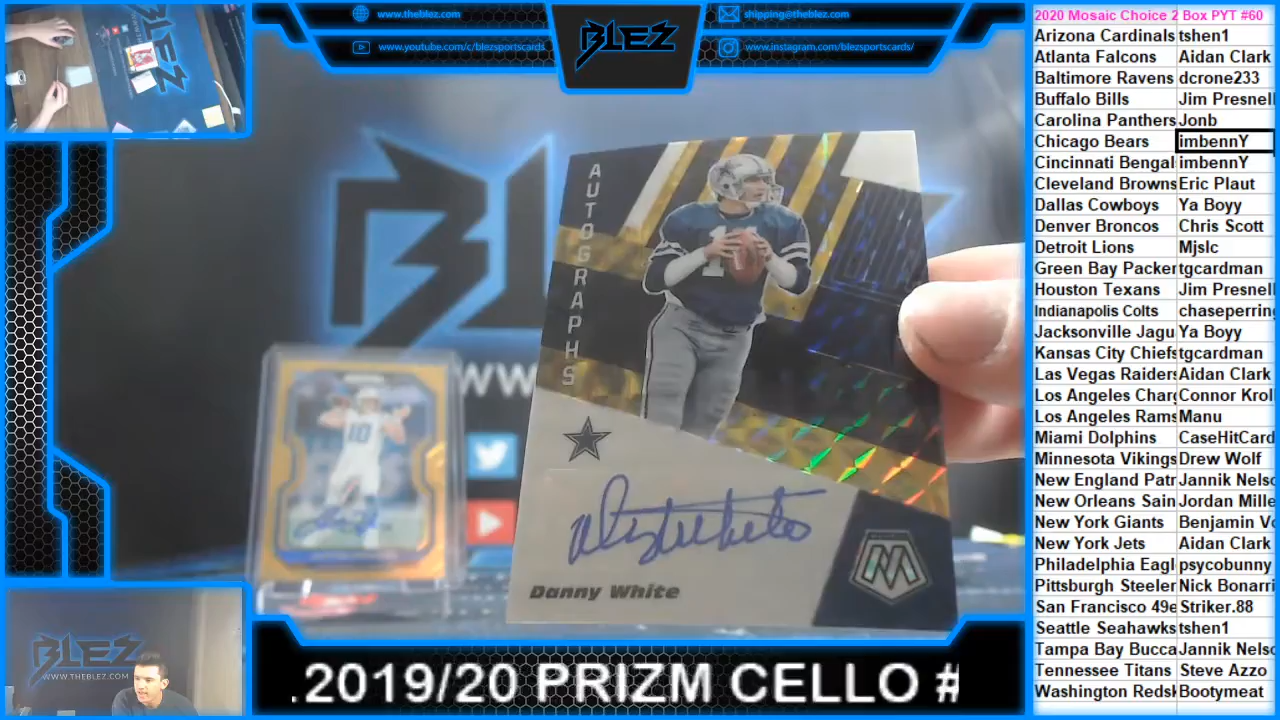 www.theblez.com
www.youtube.com/c/blezsportscards
BLEZ
shipping@theblez.com
www.instagram.com/blezsportscards/
2020 Mosaic Choice 2 Box PYT #60
Arizona Cardinals tshen1
Atlanta Falcons Aidan Clark
Baltimore Ravens dcrone233
Buffalo Bills Jim Presnell
Carolina Panthers Jonb
Chicago Bears imbennY
Cincinnati Bengal imbennY
Cleveland Browns Eric Plaut
Dallas Cowboys Ya Boyy
Denver Broncos Chris Scott
Detroit Lions Mjslc
Green Bay Packer tgcardman
Houston Texans Jim Presnell
Indianapolis Colts chaseperrin
Jacksonville Jagu Ya Boyy
Kansas City Chiefs tgcardman
Las Vegas Raiders Aidan Clark
Los Angeles Charg Connor Krol
Los Angeles Rams Manu
Miami Dolphins CaseHitCard
Minnesota Vikings Drew Wolf
New England Patr Jannik Nelso
New Orleans Sain Jordan Mille
New York Giants Benjamin Vo
New York Jets Aidan Clark
Philadelphia Eagl psycobunny
Pittsburgh Steeler Nick Bonarri
San Francisco 49e Striker.88
Seattle Seahawks tshen1
Tampa Bay Bucca Jannik Nelso
Tennessee Titans Steve Azzo
Washington Redsk Bootymeat
AUTOGRAPHS
11
Danny White
Danny White
M
10
WW
BLEZ
WWW.THEBLEZ.COM
.2019/20 PRIZM CELLO #